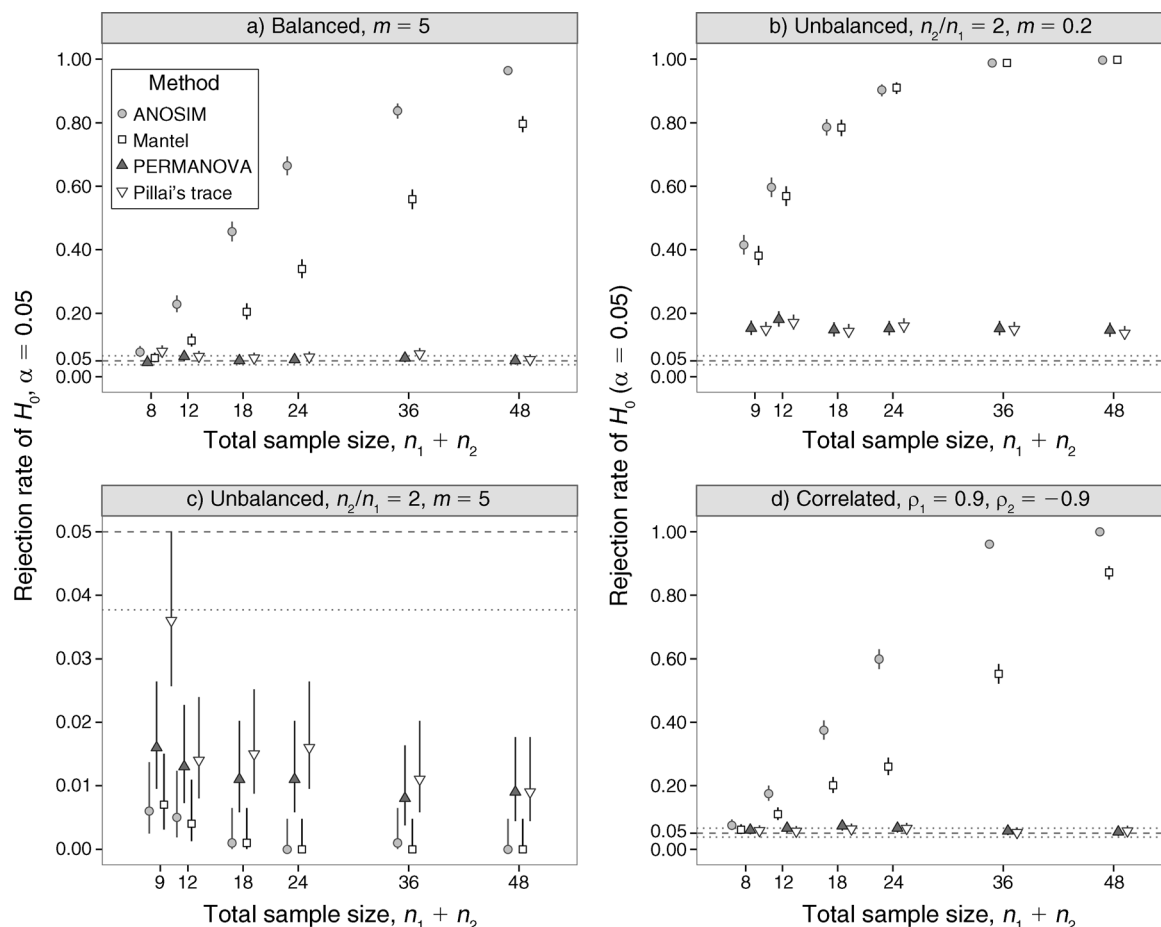 a) Balanced, m = 5
1.00
0.80
0.60
0.40
0.20
0.05
0.00
Method
ANOSIM
Mantel
PERMANOVA
Pillai's trace
8 12 18 24 36 48
Total sample size, n₁ + n₂
b) Unbalanced, n₂/n₁ = 2, m = 0.2
1.00
0.80
0.60
0.40
0.20
0.05
0.00
9 12 18 24 36 48
Total sample size, n₁ + n₂
Rejection rate of H₀, α = 0.05
Rejection rate of H₀ (α = 0.05)
c) Unbalanced, n₂/n₁ = 2, m = 5
0.05
0.04
0.03
0.02
0.01
0.00
9 12 18 24 36 48
Total sample size, n₁ + n₂
d) Correlated, ρ₁ = 0.9, ρ₂ = −0.9
1.00
0.80
0.60
0.40
0.20
0.05
0.00
8 12 18 24 36 48
Total sample size, n₁ + n₂